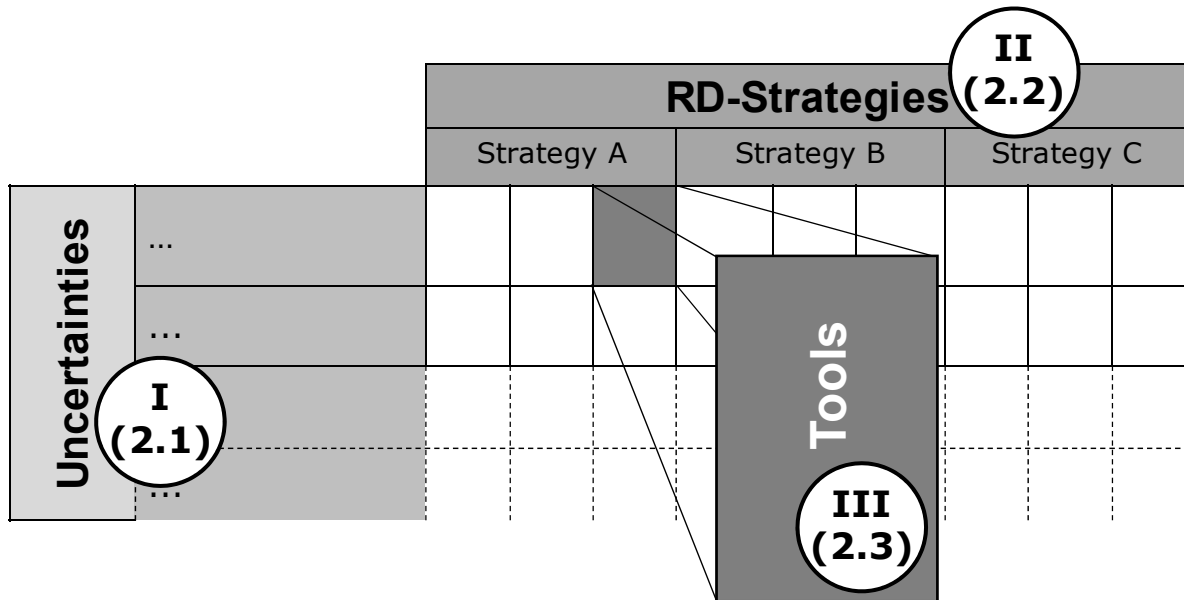 II
(2.2)
RD-Strategies
Strategy A
Strategy B
Strategy C
Uncertainties
...
...
...
I
(2.1)
Tools
III
(2.3)